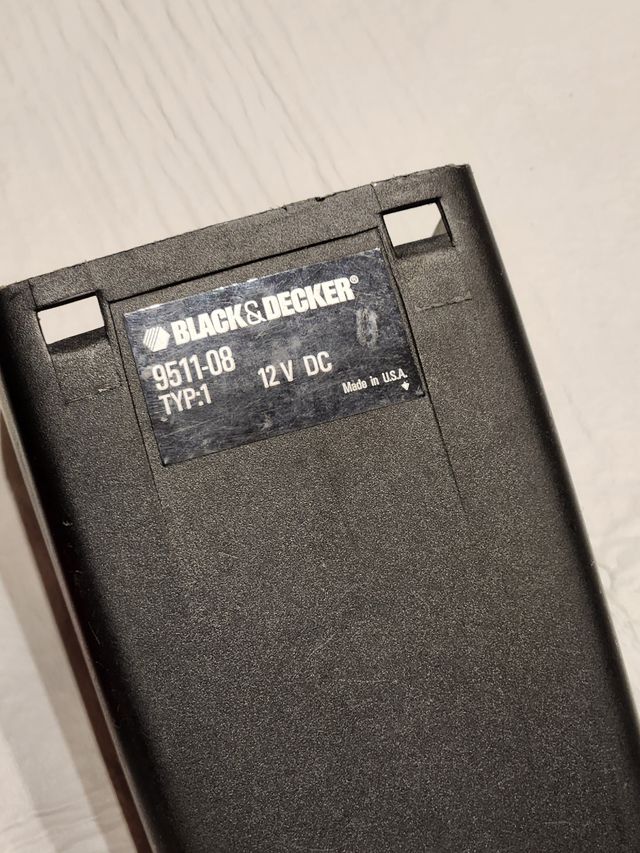 BLACK&DECKER®
9511-08 12 V DC
TYP:1 Made in U.S.A.